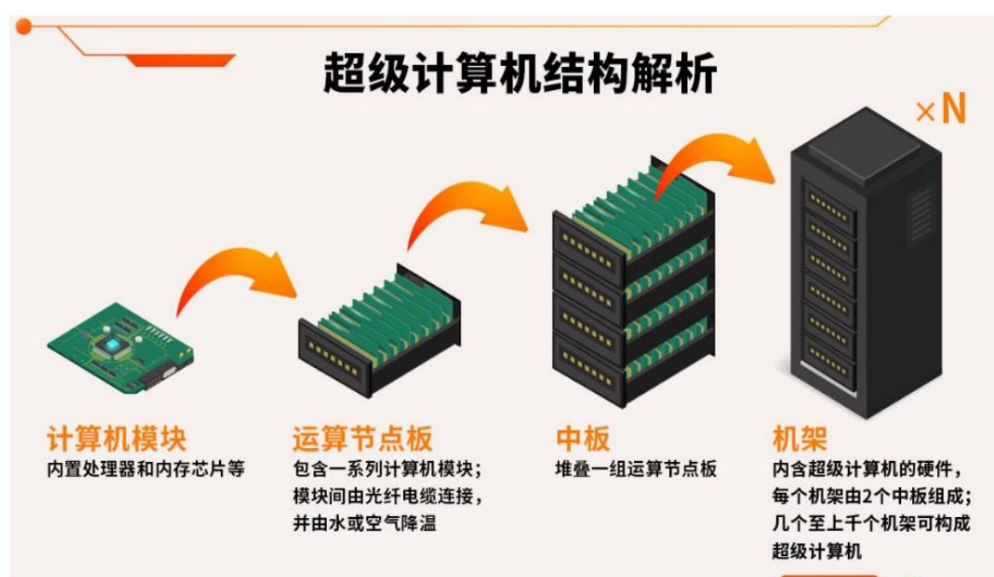 超级计算机结构解析
×N
计算机模块
内置处理器和内存芯片等
运算节点板
包含一系列计算机模块；
模块间由光纤电缆连接，
并由水或空气降温
中板
堆叠一组运算节点板
机架
内含超级计算机的硬件，
每个机架由2个中板组成；
几个至上千个机架可构成
超级计算机